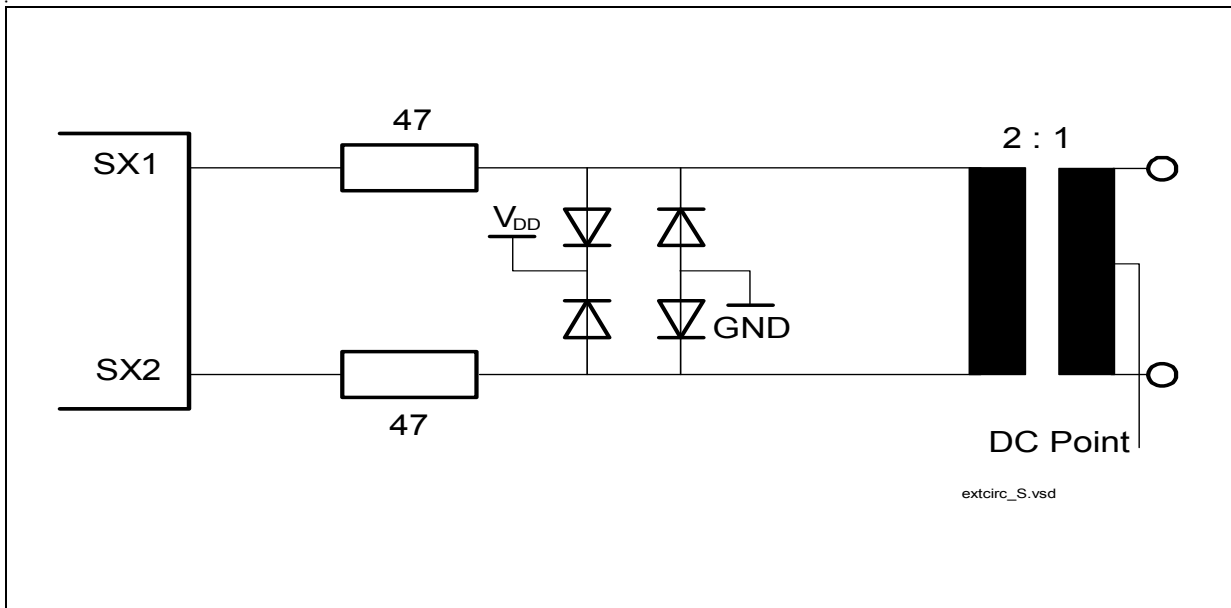 47
2 : 1
SX1
VDD
GND
SX2
47
DC Point
extcirc_S.vsd